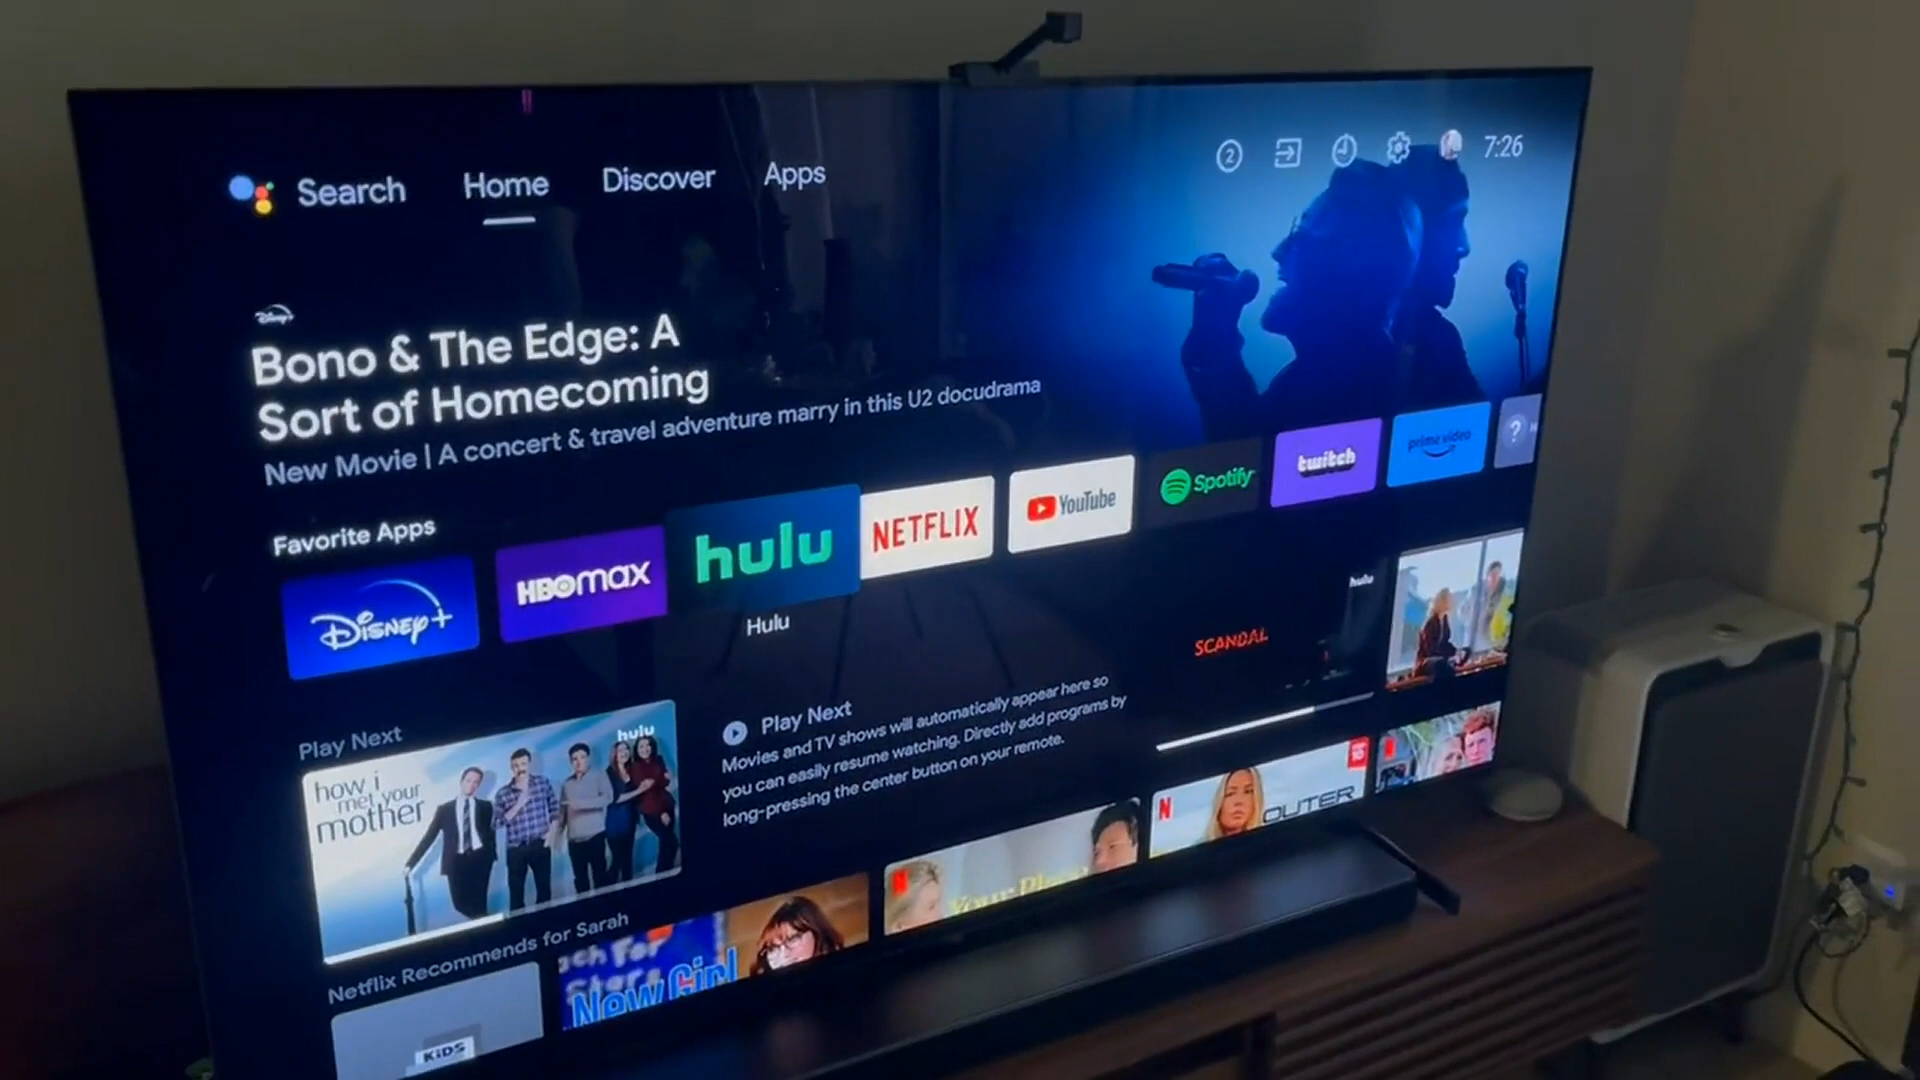 Search Home Discover Apps
2
7:26
Disney+
Bono & The Edge: A
Sort of Homecoming
New Movie | A concert & travel adventure marry in this U2 docudrama
Favorite Apps
Disney+
HBOMAX
hulu
NETFLIX
YouTube
Spotify
twitch
prime video
?
Hulu
Play Next
how i
met your
mother
hulu
Play Next
Movies and TV shows will automatically appear here so
you can easily resume watching. Directly add programs by
long-pressing the center button on your remote.
SCANDAL
hulu
Netflix Recommends for Sarah
KiDS
New Girl
N
N
OUTER